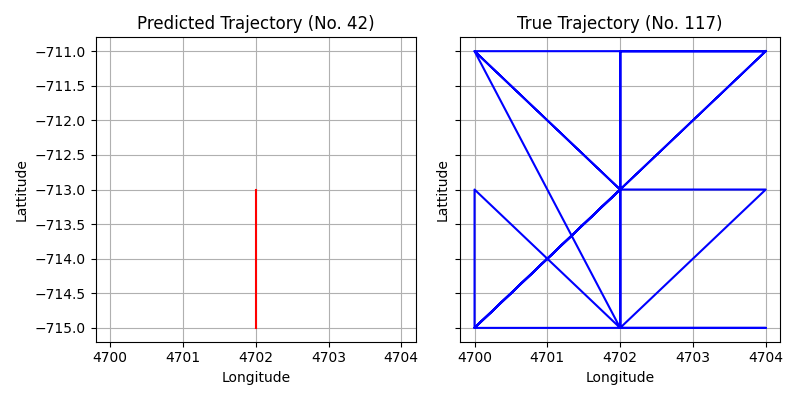 Predicted Trajectory (No. 42)
True Trajectory (No. 117)
−711.0
−711.5
−712.0
−712.5
−713.0
−713.5
−714.0
−714.5
−715.0
Lattitude
Lattitude
4700 4701 4702 4703 4704
4700 4701 4702 4703 4704
Longitude
Longitude